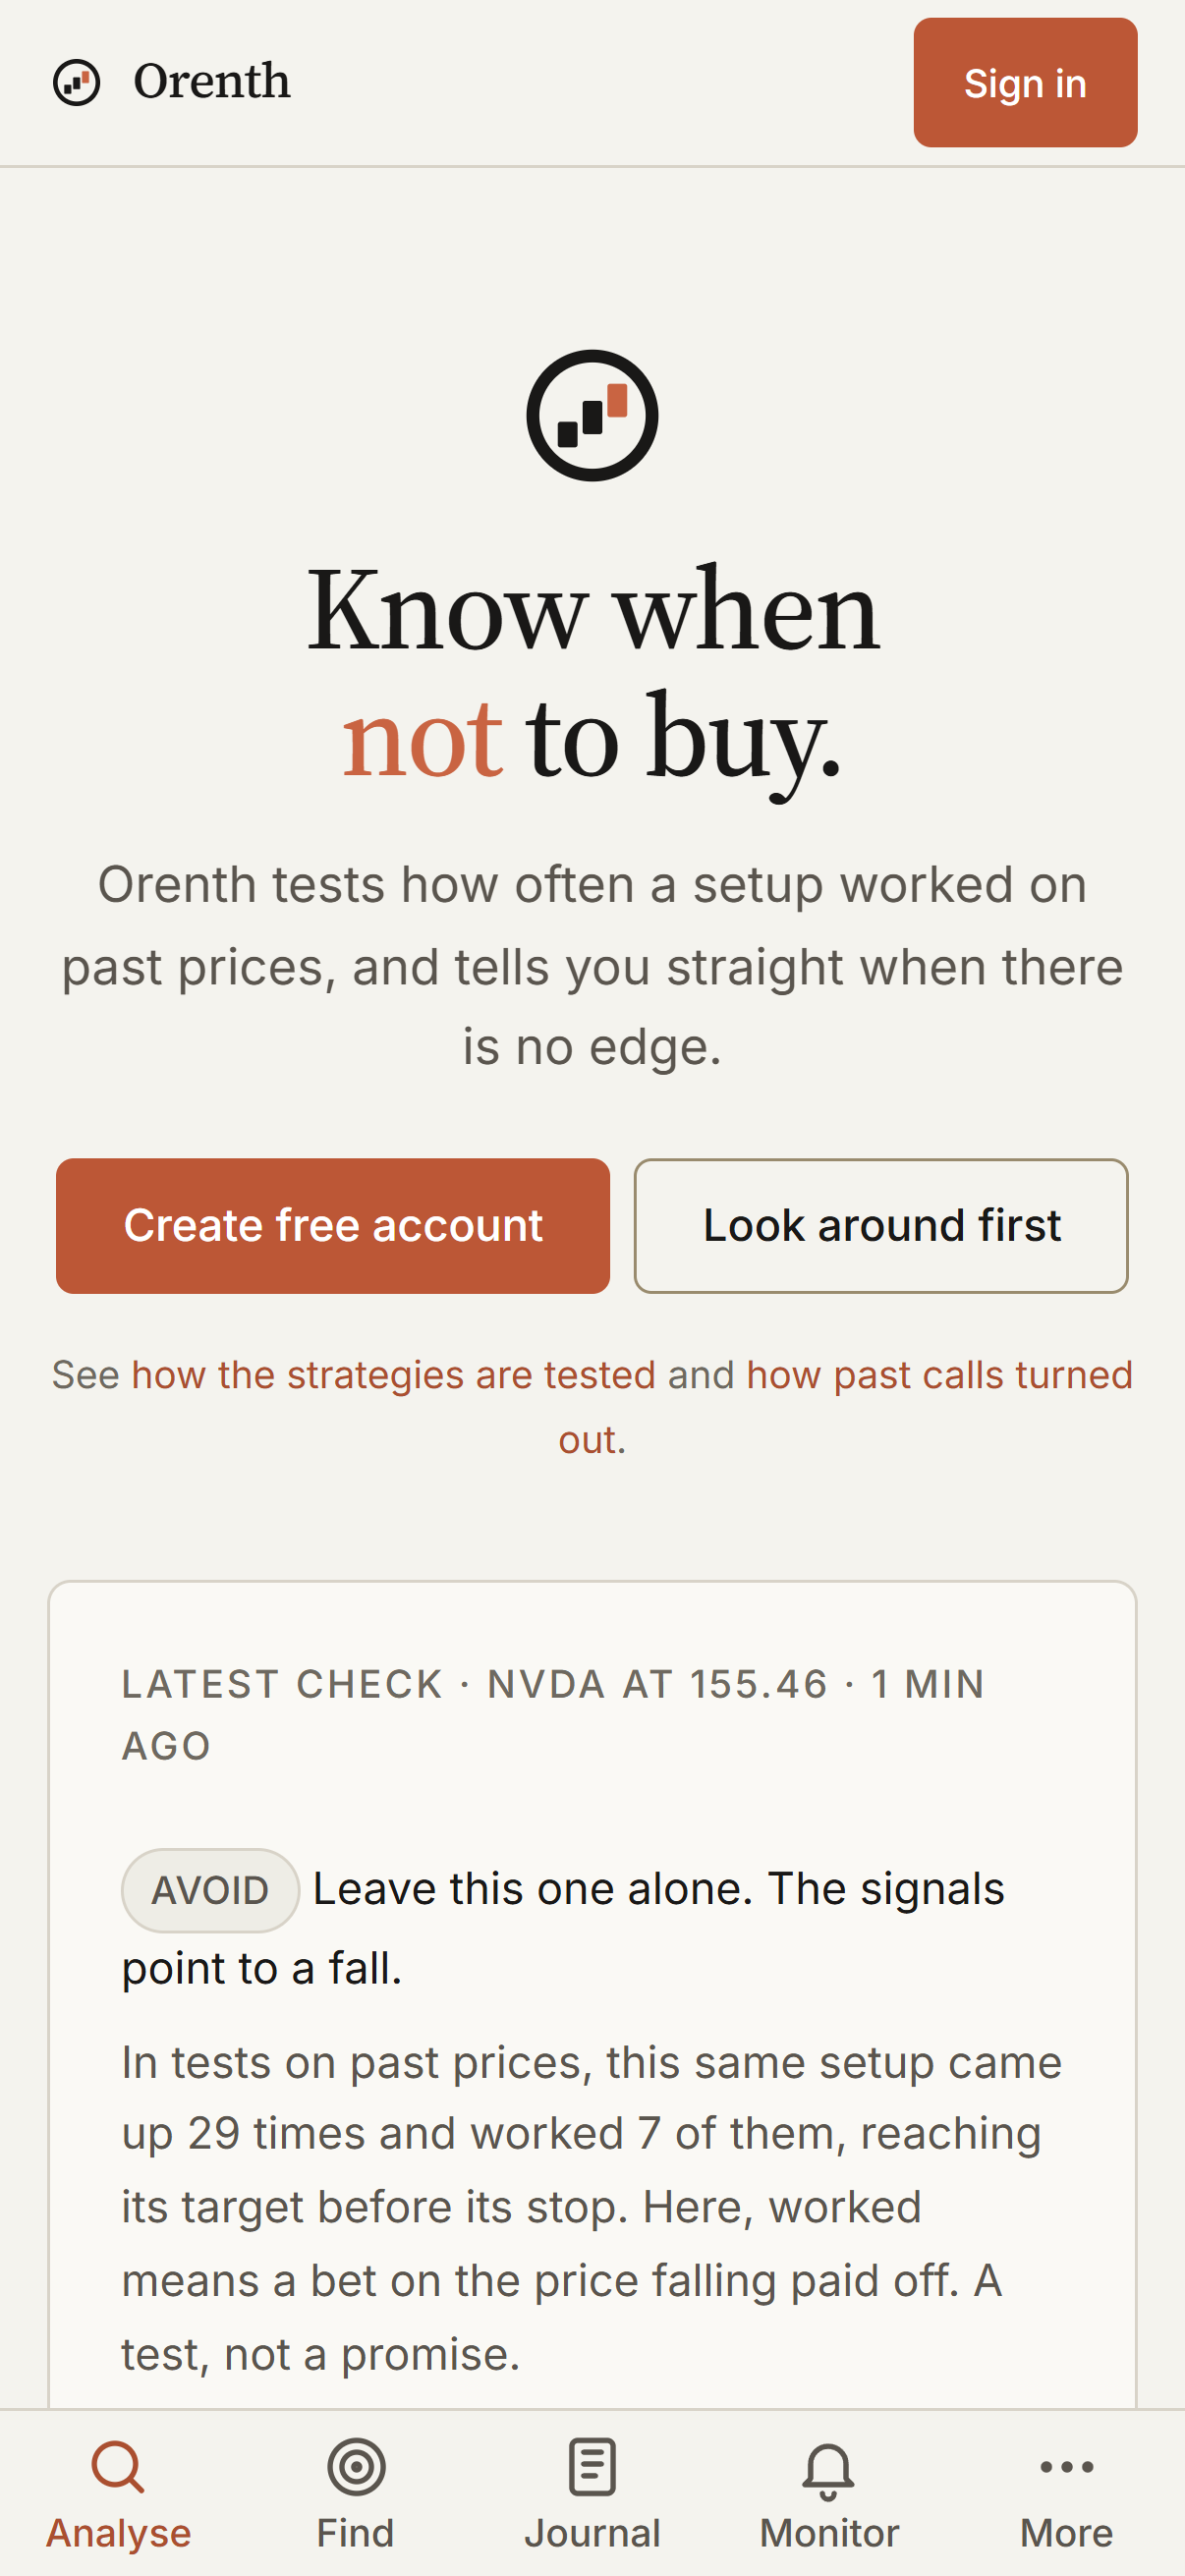 Orenth
Sign in
Know when
not to buy.
Orenth tests how often a setup worked on
past prices, and tells you straight when there
is no edge.
Create free account
Look around first
See how the strategies are tested and how past calls turned
out.
LATEST CHECK · NVDA AT 155.46 · 1 MIN
AGO
AVOID Leave this one alone. The signals
point to a fall.
In tests on past prices, this same setup came
up 29 times and worked 7 of them, reaching
its target before its stop. Here, worked
means a bet on the price falling paid off. A
test, not a promise.
Analyse
Find
Journal
Monitor
More